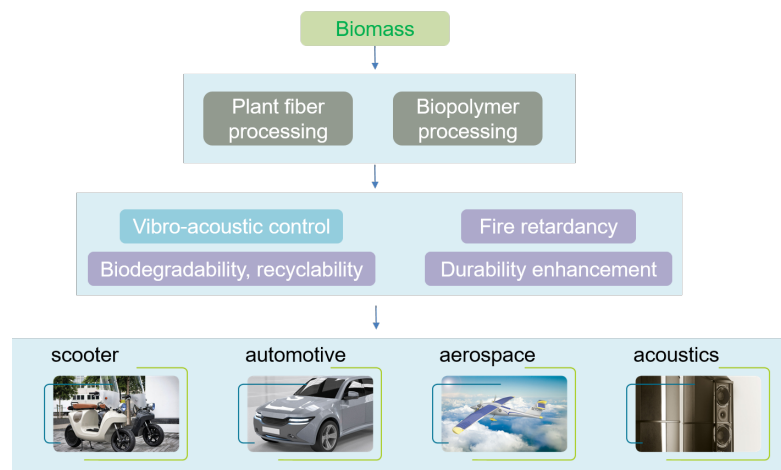 Biomass
Plant fiber
processing
Biopolymer
processing
Vibro-acoustic control
Fire retardancy
Biodegradability, recyclability
Durability enhancement
scooter
automotive
aerospace
acoustics